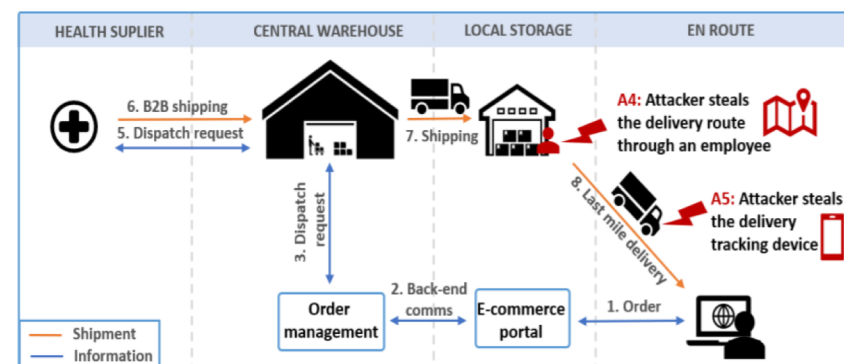 HEALTH SUPLIER
CENTRAL WAREHOUSE
LOCAL STORAGE
EN ROUTE
6. B2B shipping
5. Dispatch request
7. Shipping
A4: Attacker steals
the delivery route
through an employee
3. Dispatch
request
8. Last mile delivery
A5: Attacker steals
the delivery
tracking device
Order
management
2. Back-end
comms
E-commerce
portal
1. Order
Shipment
Information